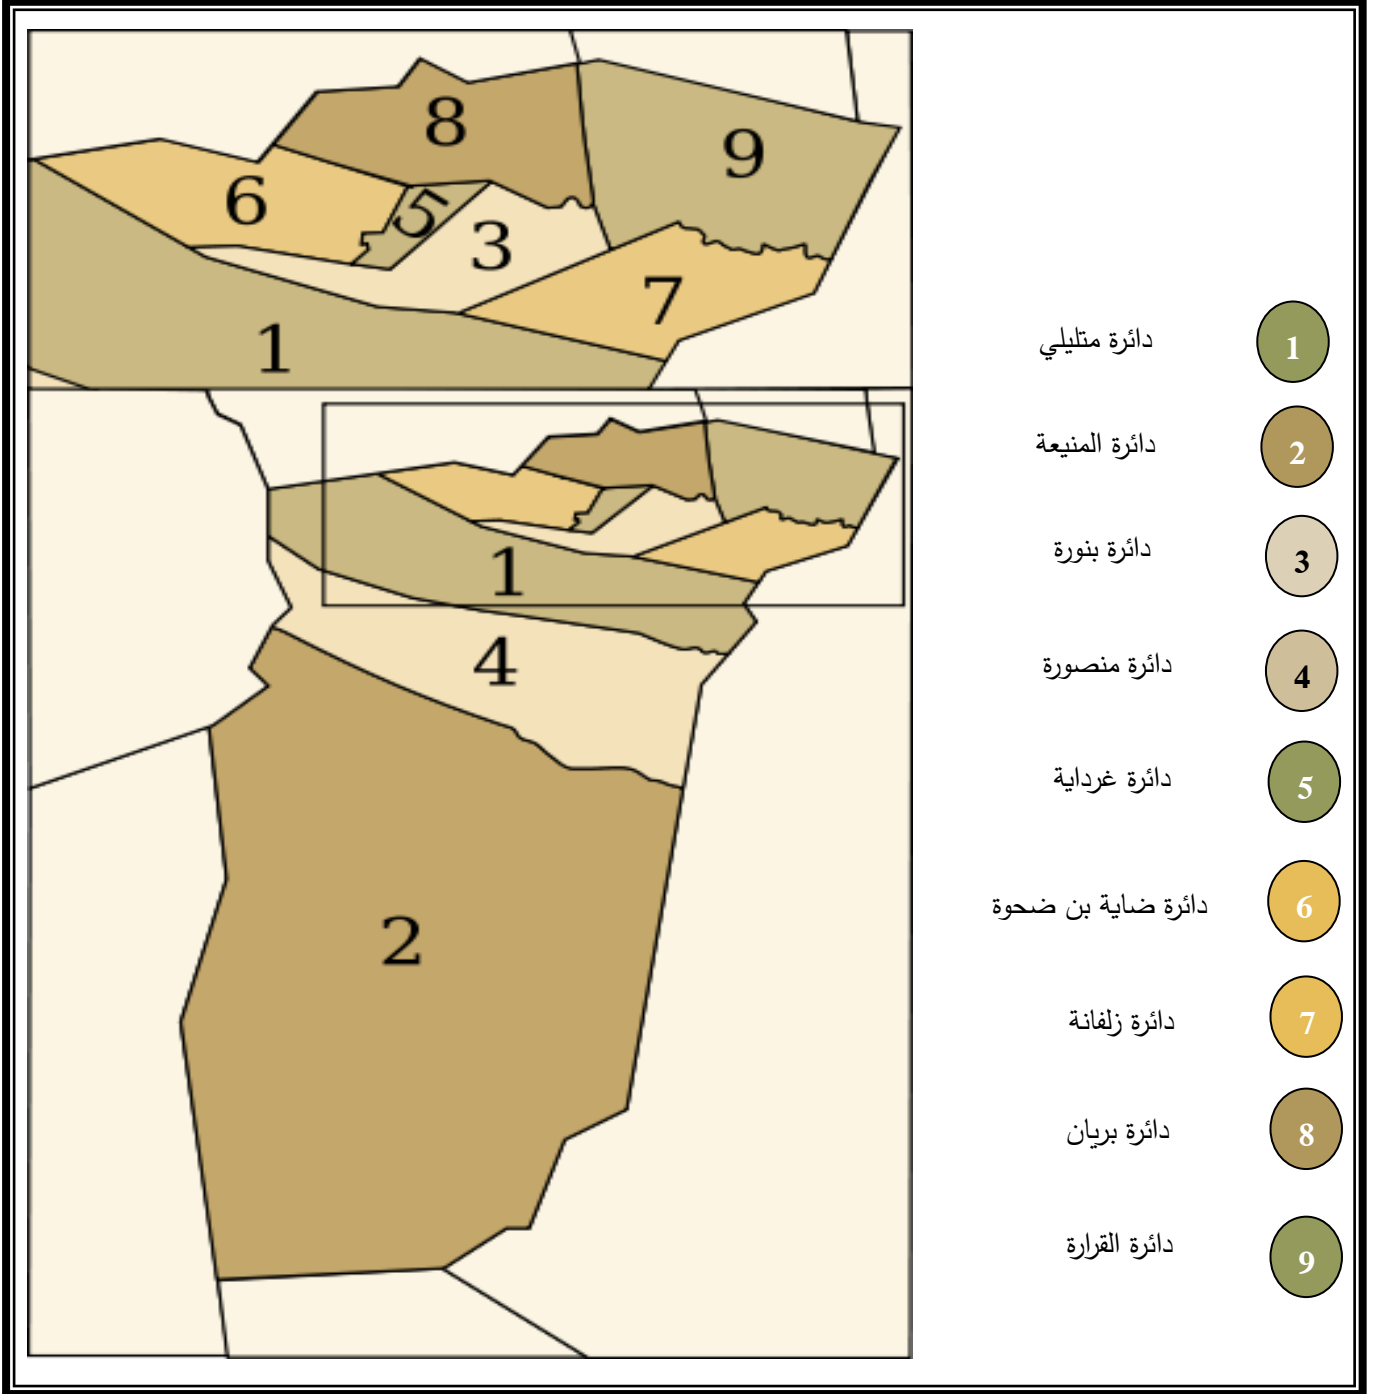 8
9
6
5
3
7
1
1
4
2
دائرة متليلي 1
دائرة المنيعة 2
دائرة بنورة 3
دائرة منصورة 4
دائرة غرداية 5
دائرة ضاية بن ضحوة 6
دائرة زلفانة 7
دائرة بريان 8
دائرة القرارة 9